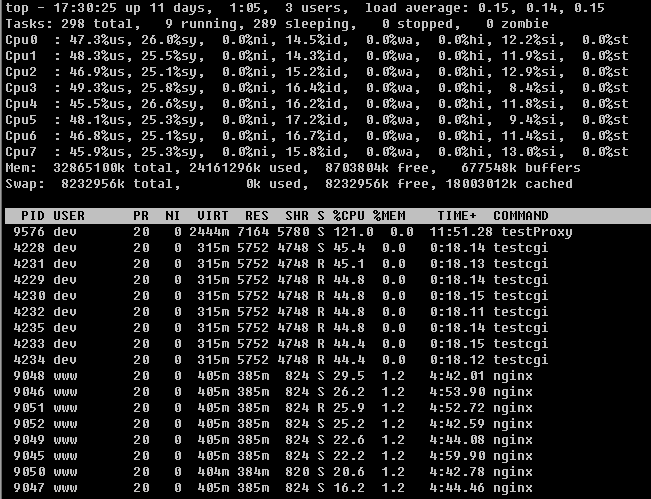 top - 17:30:25 up 11 days,  1:05,  3 users,  load average: 0.15, 0.14, 0.15
Tasks: 298 total,   9 running, 289 sleeping,   0 stopped,   0 zombie
Cpu0  : 47.3%us, 26.0%sy,  0.0%ni, 14.5%id,  0.0%wa,  0.0%hi, 12.2%si,  0.0%st
Cpu1  : 48.3%us, 25.5%sy,  0.0%ni, 14.3%id,  0.0%wa,  0.0%hi, 11.9%si,  0.0%st
Cpu2  : 46.9%us, 25.1%sy,  0.0%ni, 15.2%id,  0.0%wa,  0.0%hi, 12.9%si,  0.0%st
Cpu3  : 49.3%us, 25.8%sy,  0.0%ni, 16.4%id,  0.0%wa,  0.0%hi,  8.4%si,  0.0%st
Cpu4  : 45.5%us, 26.6%sy,  0.0%ni, 16.2%id,  0.0%wa,  0.0%hi, 11.8%si,  0.0%st
Cpu5  : 48.1%us, 25.3%sy,  0.0%ni, 17.2%id,  0.0%wa,  0.0%hi,  9.4%si,  0.0%st
Cpu6  : 46.8%us, 25.1%sy,  0.0%ni, 16.7%id,  0.0%wa,  0.0%hi, 11.4%si,  0.0%st
Cpu7  : 45.9%us, 25.3%sy,  0.0%ni, 15.8%id,  0.0%wa,  0.0%hi, 13.0%si,  0.0%st
Mem:  32865100k total, 24161296k used,  8703804k free,   677548k buffers
Swap:  8232956k total,        0k used,  8232956k free, 18003012k cached
PID USER      PR  NI  VIRT  RES  SHR S %CPU %MEM    TIME+  COMMAND
9576 dev       20   0 2444m 7164 5780 S 121.0  0.0  11:51.28 testProxy
4228 dev       20   0  315m 5752 4748 S 45.4  0.0   0:18.14 testcgi
4231 dev       20   0  315m 5752 4748 R 45.1  0.0   0:18.13 testcgi
4229 dev       20   0  315m 5752 4748 R 44.8  0.0   0:18.14 testcgi
4230 dev       20   0  315m 5752 4748 R 44.8  0.0   0:18.15 testcgi
4232 dev       20   0  315m 5752 4748 R 44.8  0.0   0:18.11 testcgi
4235 dev       20   0  315m 5752 4748 R 44.8  0.0   0:18.14 testcgi
4233 dev       20   0  315m 5752 4748 R 44.4  0.0   0:18.15 testcgi
4234 dev       20   0  315m 5752 4748 R 44.4  0.0   0:18.12 testcgi
9048 www       20   0  405m 385m  824 S 29.5  1.2   4:42.01 nginx
9046 www       20   0  405m 385m  824 S 26.2  1.2   4:53.90 nginx
9051 www       20   0  405m 385m  824 R 25.9  1.2   4:52.72 nginx
9052 www       20   0  405m 385m  824 S 25.2  1.2   4:42.59 nginx
9049 www       20   0  405m 385m  824 S 22.6  1.2   4:44.08 nginx
9045 www       20   0  405m 385m  824 S 22.2  1.2   4:59.90 nginx
9050 www       20   0  404m 384m  820 S 20.6  1.2   4:42.78 nginx
9047 www       20   0  405m 385m  824 S 16.2  1.2   4:44.46 nginx